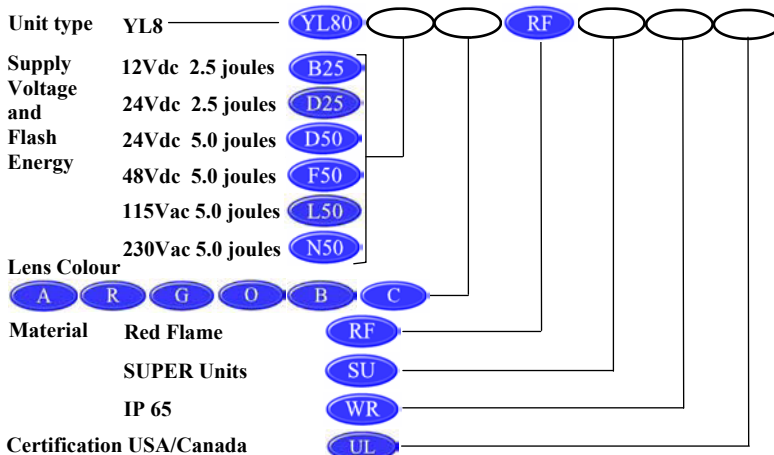 Unit type YL8 YL80 RF
Supply Voltage and Flash Energy
12Vdc 2.5 joules B25
24Vdc 2.5 joules D25
24Vdc 5.0 joules D50
48Vdc 5.0 joules F50
115Vac 5.0 joules L50
230Vac 5.0 joules N50
Lens Colour
A R G O B C
Material Red Flame RF
SUPER Units SU
IP 65 WR
Certification USA/Canada UL